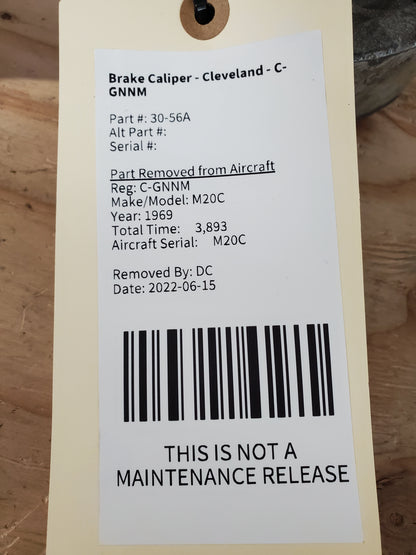 Brake Caliper - Cleveland - C-
GNNM
Part #: 30-56A
Alt Part #:
Serial #:
Part Removed from Aircraft
Reg: C-GNNM
Make/Model: M20C
Year: 1969
Total Time: 3,893
Aircraft Serial: M20C
Removed By: DC
Date: 2022-06-15
THIS IS NOT A
MAINTENANCE RELEASE